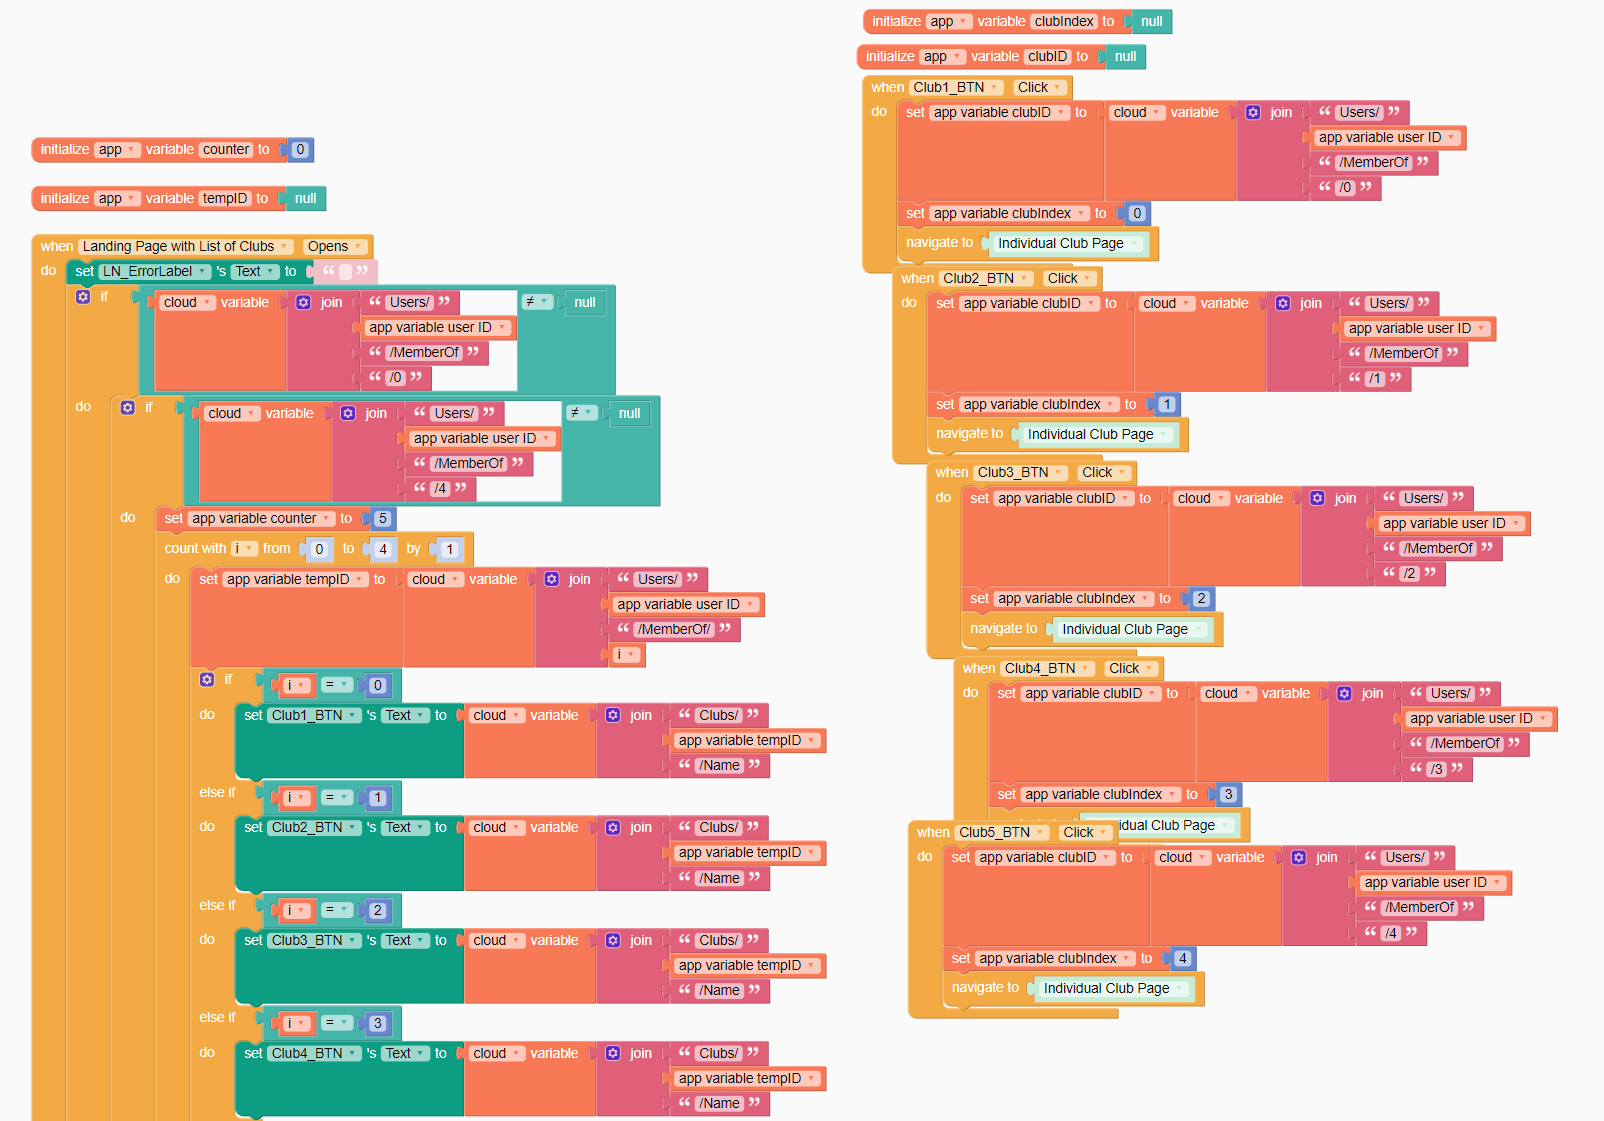 initialize app variable counter to 0
initialize app variable tempID to null
when Landing Page with List of Clubs Opens
do set LN_ErrorLabel 's Text to “ ”
if cloud variable join “ Users/ ” ≠ null
app variable user ID
“ /MemberOf ”
“ /0 ”
do if cloud variable join “ Users/ ” ≠ null
app variable user ID
“ /MemberOf ”
“ /4 ”
do set app variable counter to 5
count with i from 0 to 4 by 1
do set app variable tempID to cloud variable join “ Users/ ”
app variable user ID
“ /MemberOf/ ”
i
if i = 0
do set Club1_BTN 's Text to cloud variable join “ Clubs/ ”
app variable tempID
“ /Name ”
else if i = 1
do set Club2_BTN 's Text to cloud variable join “ Clubs/ ”
app variable tempID
“ /Name ”
else if i = 2
do set Club3_BTN 's Text to cloud variable join “ Clubs/ ”
app variable tempID
“ /Name ”
else if i = 3
do set Club4_BTN 's Text to cloud variable join “ Clubs/ ”
app variable tempID
“ /Name ”
initialize app variable clubIndex to null
initialize app variable clubID to null
when Club1_BTN Click
do set app variable clubID to cloud variable join “ Users/ ”
app variable user ID
“ /MemberOf ”
“ /0 ”
set app variable clubIndex to 0
navigate to Individual Club Page
when Club2_BTN Click
do set app variable clubID to cloud variable join “ Users/ ”
app variable user ID
“ /MemberOf ”
“ /1 ”
set app variable clubIndex to 1
navigate to Individual Club Page
when Club3_BTN Click
do set app variable clubID to cloud variable join “ Users/ ”
app variable user ID
“ /MemberOf ”
“ /2 ”
set app variable clubIndex to 2
navigate to Individual Club Page
when Club4_BTN Click
do set app variable clubID to cloud variable join “ Users/ ”
app variable user ID
“ /MemberOf ”
“ /3 ”
set app variable clubIndex to 3
Club Page
when Club5_BTN Click
do set app variable clubID to cloud variable join “ Users/ ”
app variable user ID
“ /MemberOf ”
“ /4 ”
set app variable clubIndex to 4
navigate to Individual Club Page